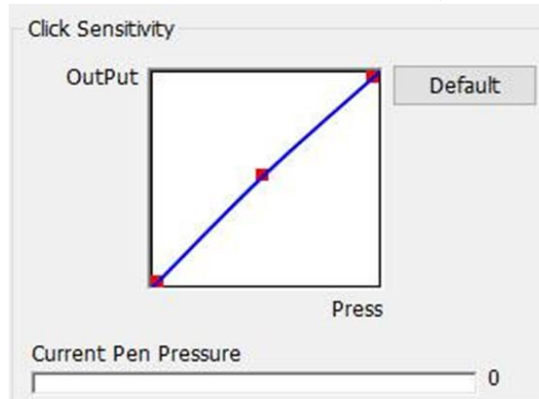 Click Sensitivity
OutPut
Default
Press
Current Pen Pressure
0